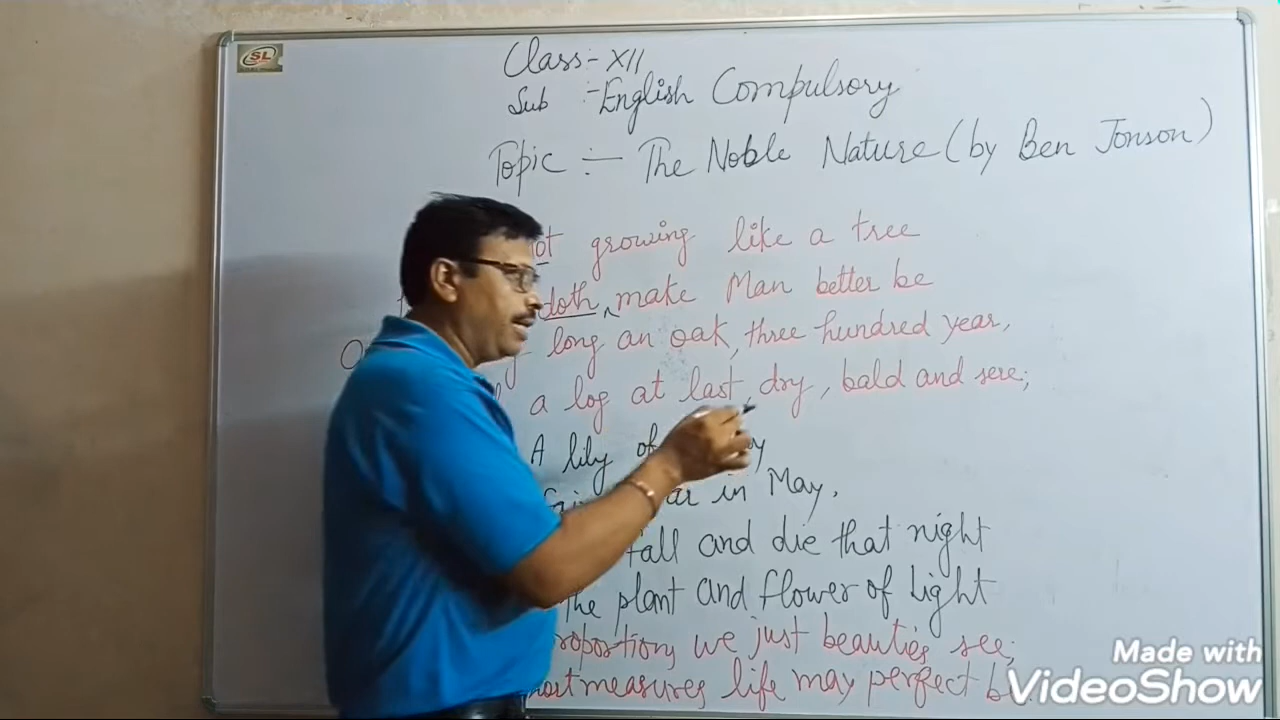 SL
Class:- XII
Sub :- English Compulsory
Topic :- The Noble Nature (by Ben Jonson)
ot growing like a tree
doth ^ make Man better be
long an oak, three hundred year,
a log at last, dry, bald and sere;
A lily of
in May,
fall and die that night
the plant and flower of Light
we just beauties see;
measures life may perfect
Made with
VideoShow